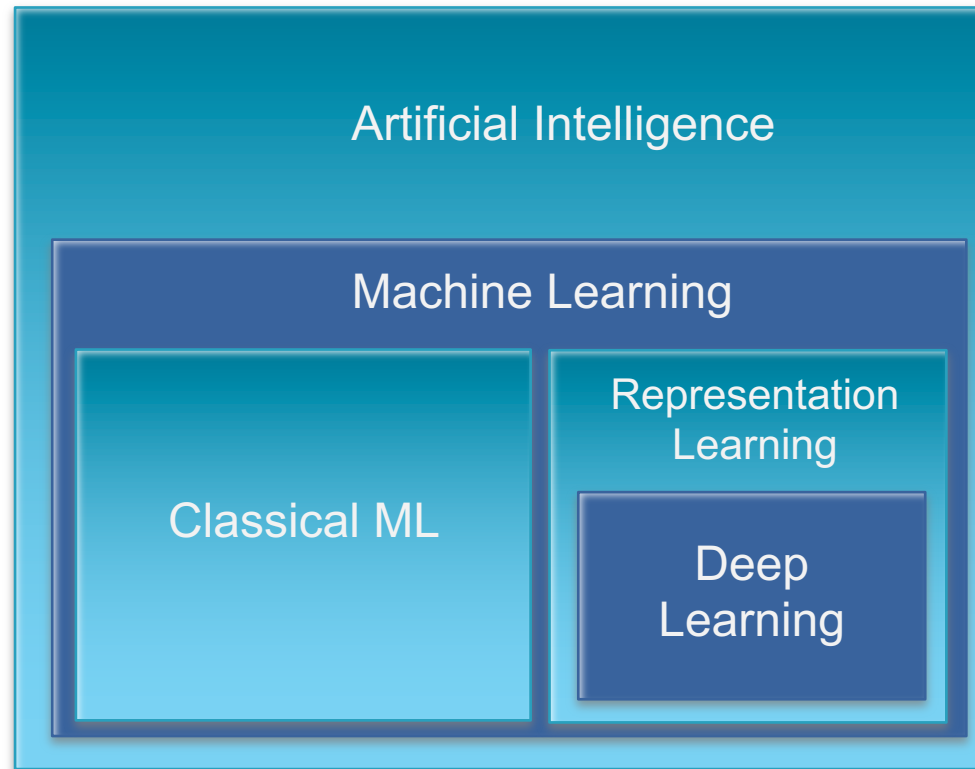 Artificial Intelligence
Machine Learning
Classical ML
Representation
Learning
Deep
Learning